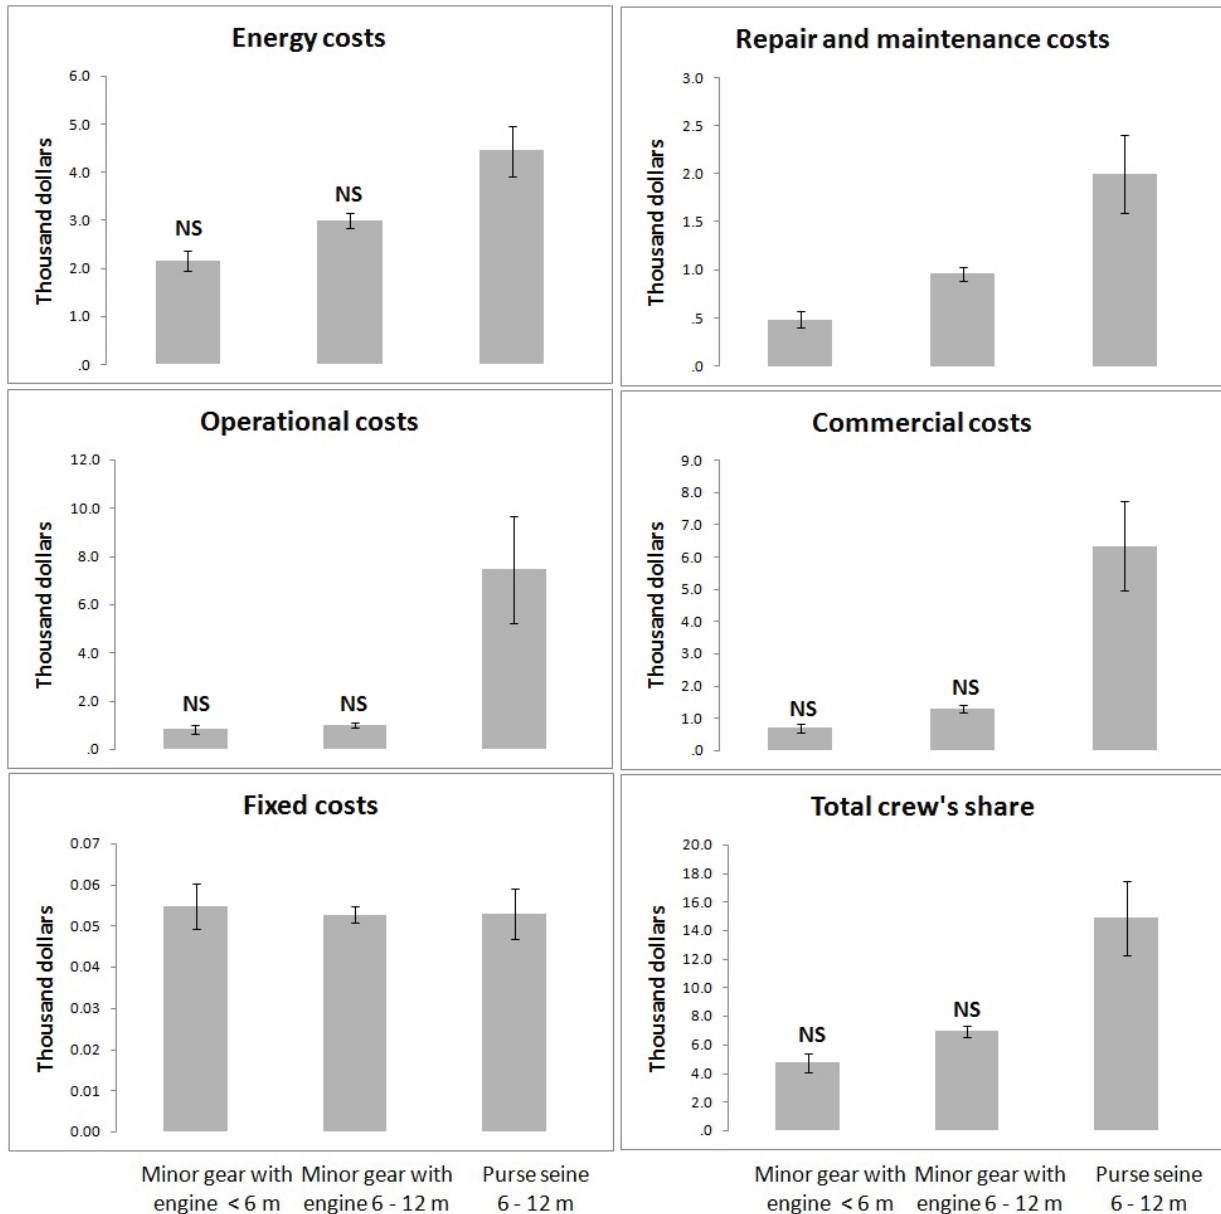 Energy costs
Thousand dollars
6.0
5.0
4.0
3.0
2.0
1.0
.0
NS
NS
Repair and maintenance costs
Thousand dollars
3.0
2.5
2.0
1.5
1.0
.5
.0
Operational costs
Thousand dollars
12.0
10.0
8.0
6.0
4.0
2.0
.0
NS
NS
Commercial costs
Thousand dollars
9.0
8.0
7.0
6.0
5.0
4.0
3.0
2.0
1.0
.0
NS
NS
Fixed costs
Thousand dollars
0.07
0.06
0.05
0.04
0.03
0.02
0.01
0.00
Total crew's share
Thousand dollars
20.0
18.0
16.0
14.0
12.0
10.0
8.0
6.0
4.0
2.0
.0
NS
NS
Minor gear with
engine < 6 m
Minor gear with
engine 6 - 12 m
Purse seine
6 - 12 m
Minor gear with
engine < 6 m
Minor gear with
engine 6 - 12 m
Purse seine
6 - 12 m